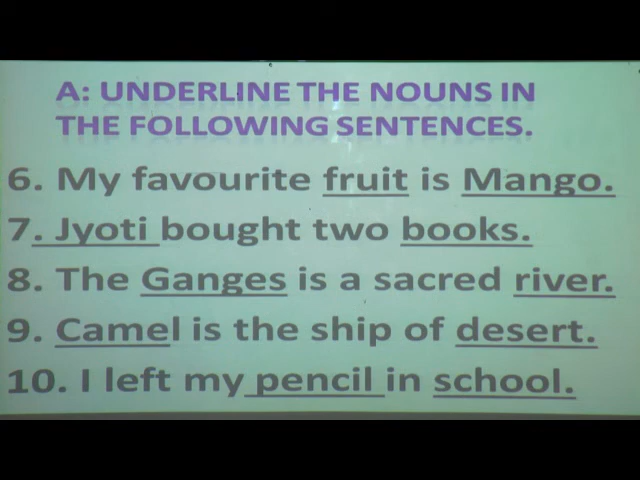 A: UNDERLINE THE NOUNS IN
THE FOLLOWING SENTENCES.
6. My favourite fruit is Mango.
7. Jyoti bought two books.
8. The Ganges is a sacred river.
9. Camel is the ship of desert.
10. I left my pencil in school.